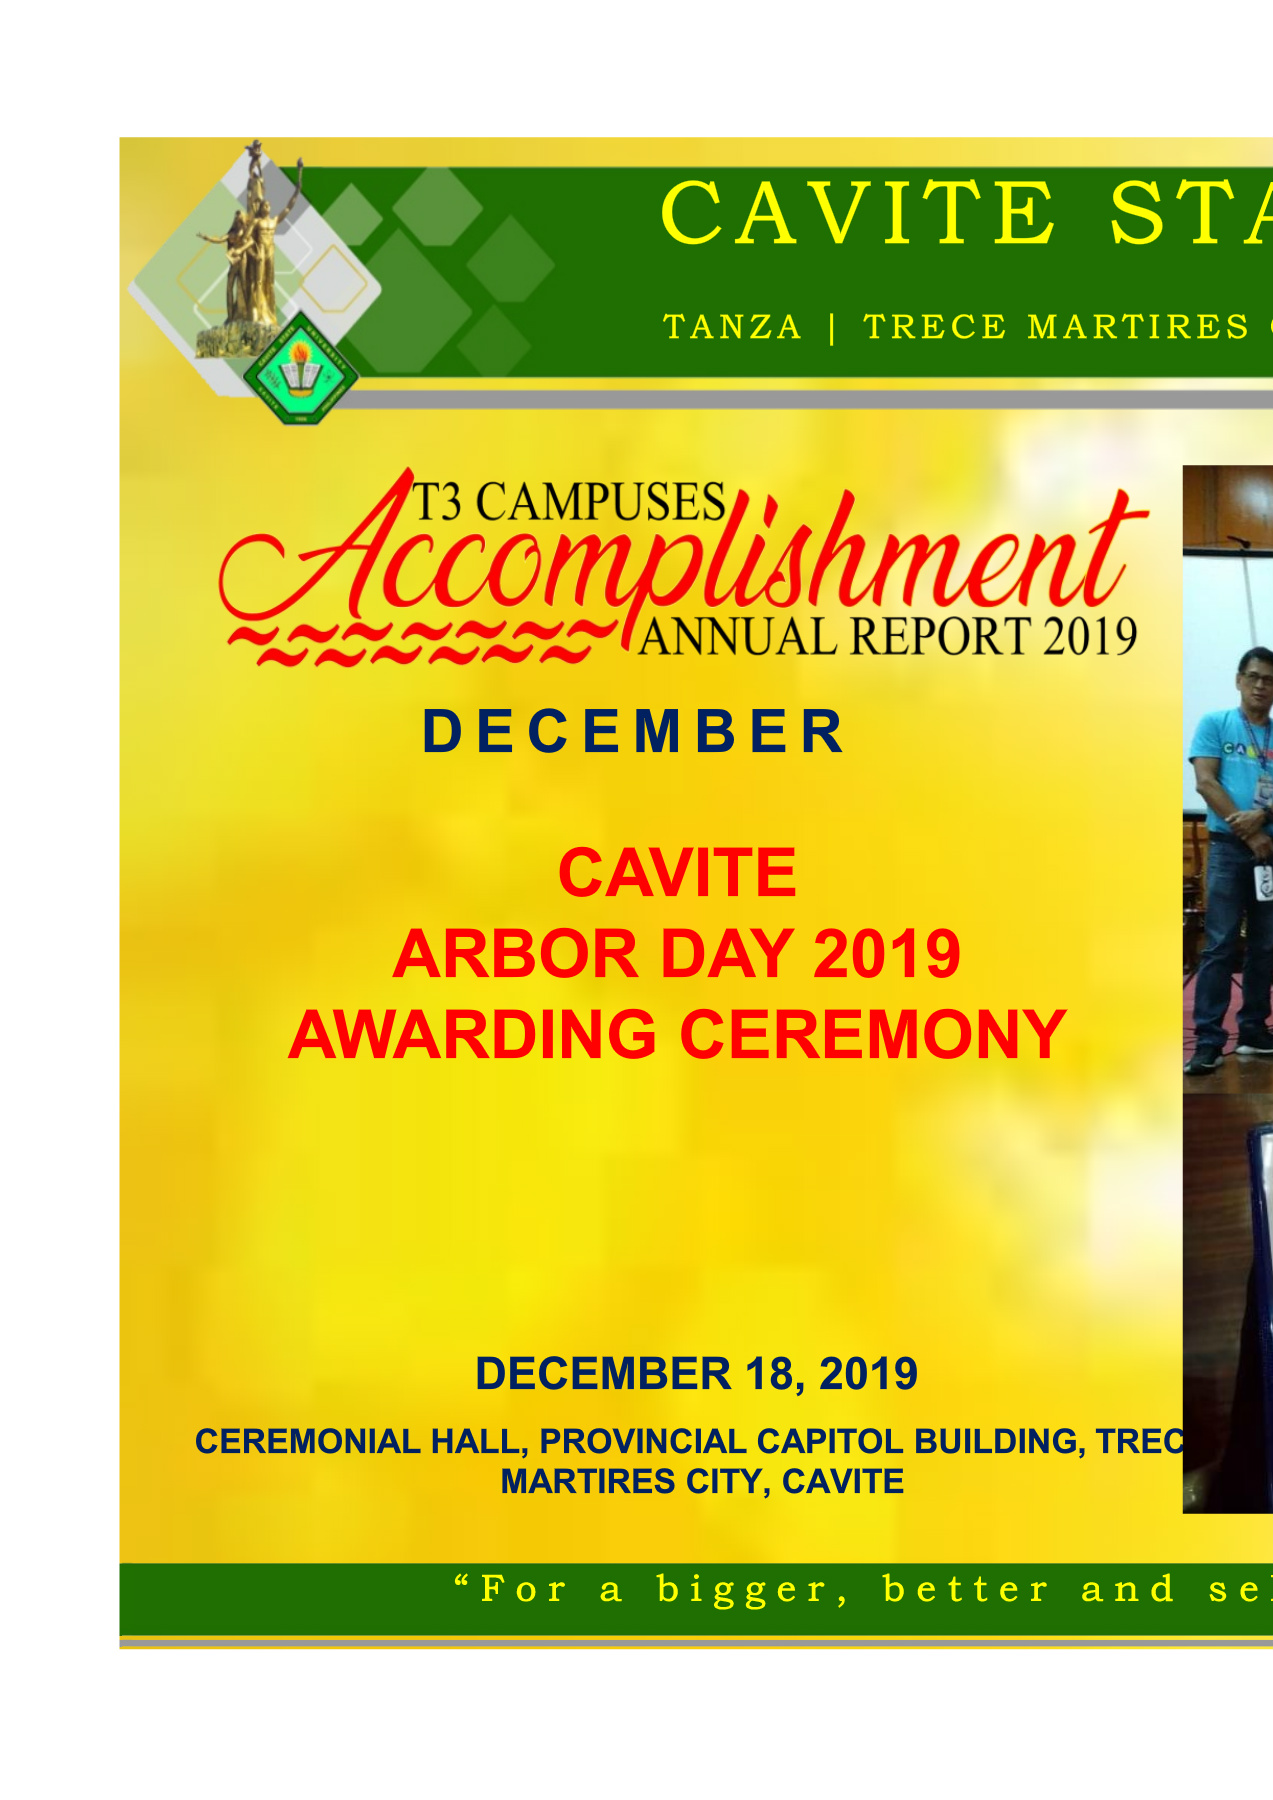 CAVITE STA
TANZA | TRECE MARTIRES
T3 CAMPUSES
Accomplishment
ANNUAL REPORT 2019
DECEMBER
CAVITE
ARBOR DAY 2019
AWARDING CEREMONY
DECEMBER 18, 2019
CEREMONIAL HALL, PROVINCIAL CAPITOL BUILDING, TREC
MARTIRES CITY, CAVITE
“For a bigger, better and se